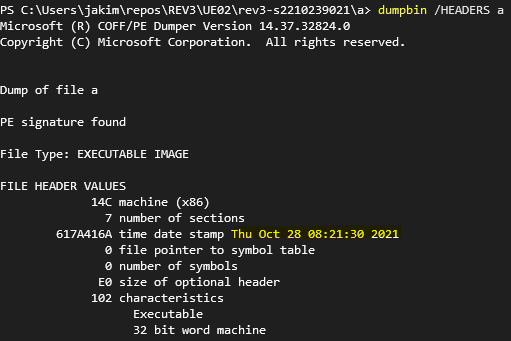 PS C:\Users\jakim\repos\REV3\UE02\rev3-s2210239021\a> dumpbin /HEADERS a
Microsoft (R) COFF/PE Dumper Version 14.37.32824.0
Copyright (C) Microsoft Corporation.  All rights reserved.
Dump of file a
PE signature found
File Type: EXECUTABLE IMAGE
FILE HEADER VALUES
14C machine (x86)
7 number of sections
617A416A time date stamp Thu Oct 28 08:21:30 2021
0 file pointer to symbol table
0 number of symbols
E0 size of optional header
102 characteristics
Executable
32 bit word machine